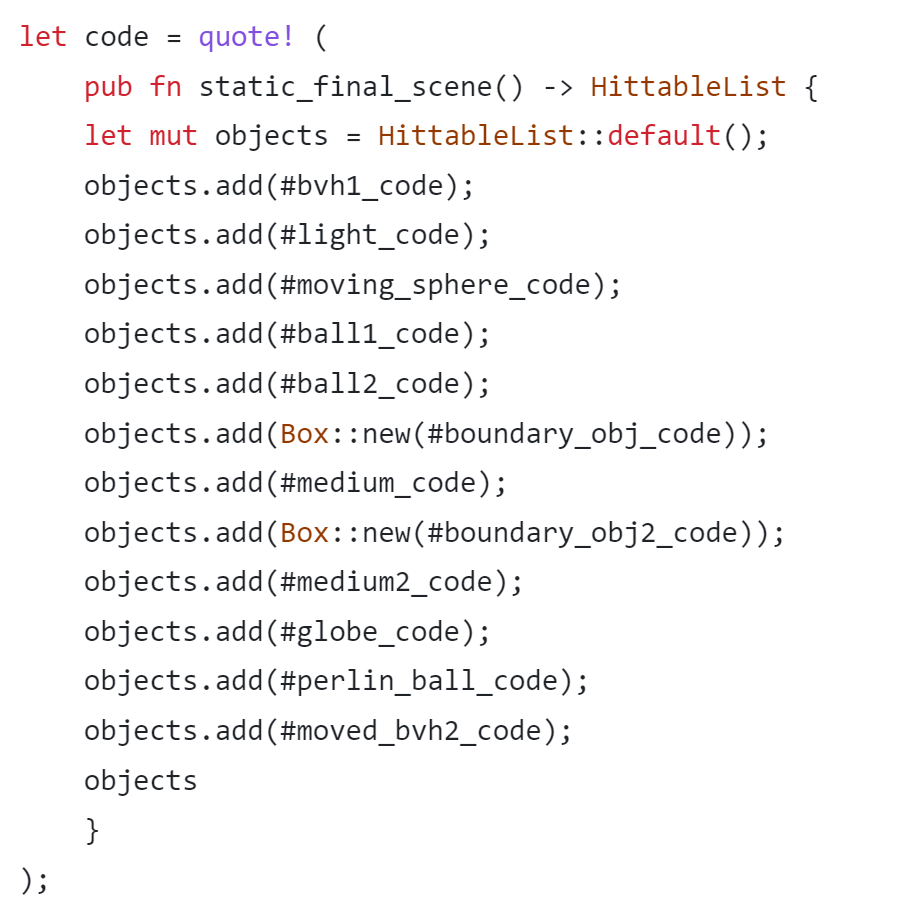 let code = quote! (
    pub fn static_final_scene() -> HittableList {
    let mut objects = HittableList::default();
    objects.add(#bvh1_code);
    objects.add(#light_code);
    objects.add(#moving_sphere_code);
    objects.add(#ball1_code);
    objects.add(#ball2_code);
    objects.add(Box::new(#boundary_obj_code));
    objects.add(#medium_code);
    objects.add(Box::new(#boundary_obj2_code));
    objects.add(#medium2_code);
    objects.add(#globe_code);
    objects.add(#perlin_ball_code);
    objects.add(#moved_bvh2_code);
    objects
    }
);